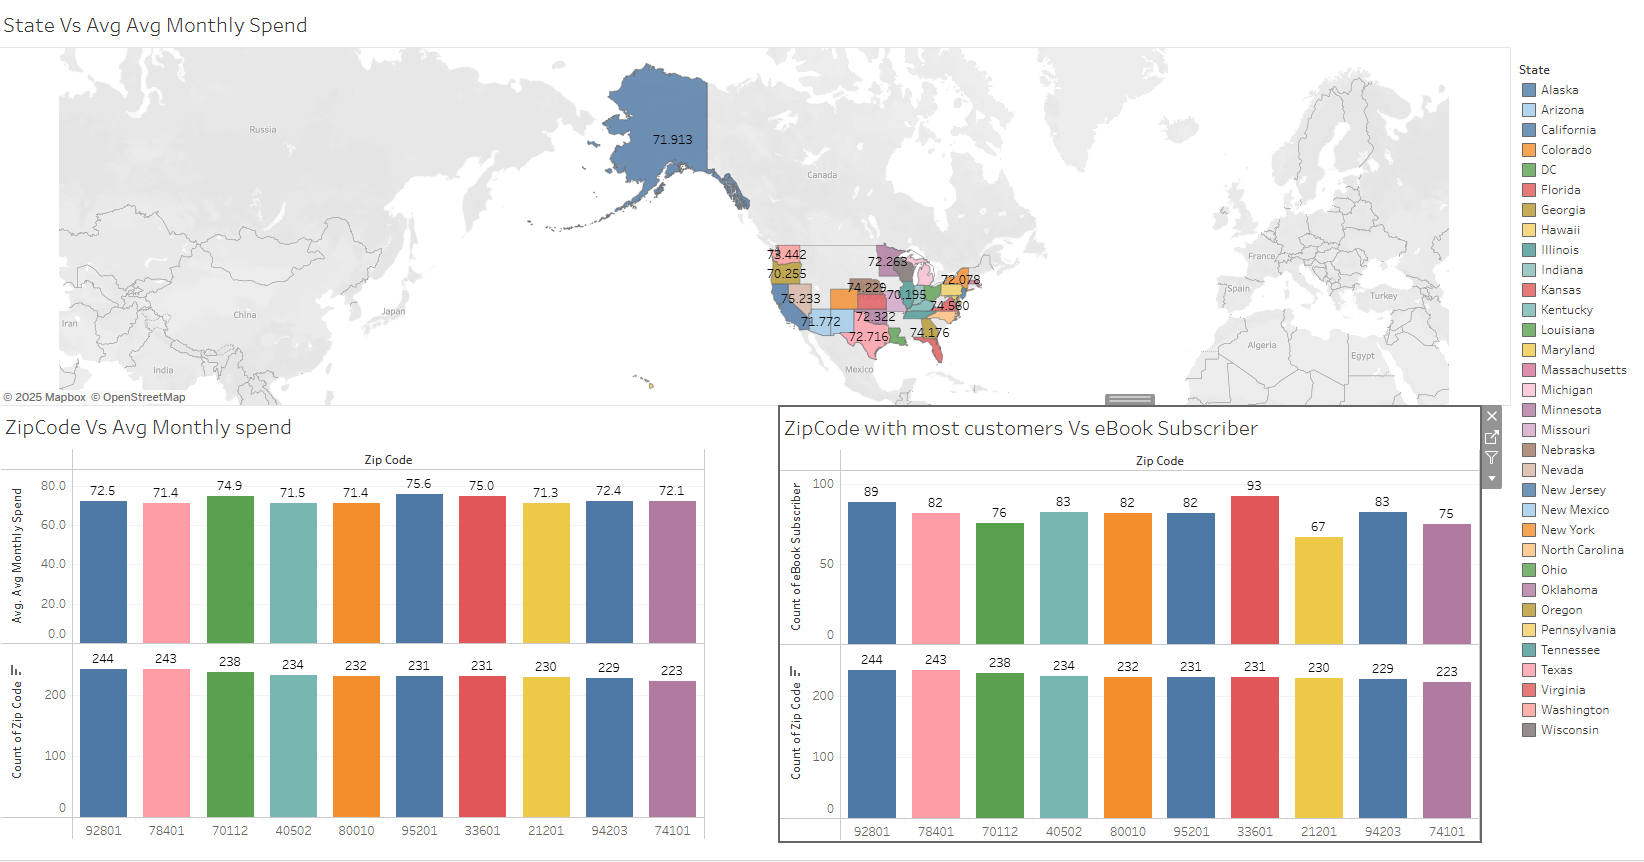 State Vs Avg Avg Monthly Spend
Russia
71.913
Canada
73.442
70.255
72.263
72.078
74.229
70.195
75.233
74.560
71.772
72.322
74.176
72.716
France
Spain
Turkey
Iran
China
Japan
India
Mexico
Algeria
Egypt
© 2025 Mapbox © OpenStreetMap
State
Alaska
Arizona
California
Colorado
DC
Florida
Georgia
Hawaii
Illinois
Indiana
Kansas
Kentucky
Louisiana
Maryland
Massachusetts
Michigan
Minnesota
Missouri
Nebraska
Nevada
New Jersey
New Mexico
New York
North Carolina
Ohio
Oklahoma
Oregon
Pennsylvania
Tennessee
Texas
Virginia
Washington
Wisconsin
ZipCode Vs Avg Monthly spend
Zip Code
Avg. Avg Monthly Spend
80.0
60.0
40.0
20.0
0.0
72.5 71.4 74.9 71.5 71.4 75.6 75.0 71.3 72.4 72.1
Count of Zip Code
200
100
0
244 243 238 234 232 231 231 230 229 223
92801 78401 70112 40502 80010 95201 33601 21201 94203 74101
ZipCode with most customers Vs eBook Subscriber
Zip Code
Count of eBook Subscriber
100
50
0
89 82 76 83 82 82 93 67 83 75
Count of Zip Code
200
100
0
244 243 238 234 232 231 231 230 229 223
92801 78401 70112 40502 80010 95201 33601 21201 94203 74101